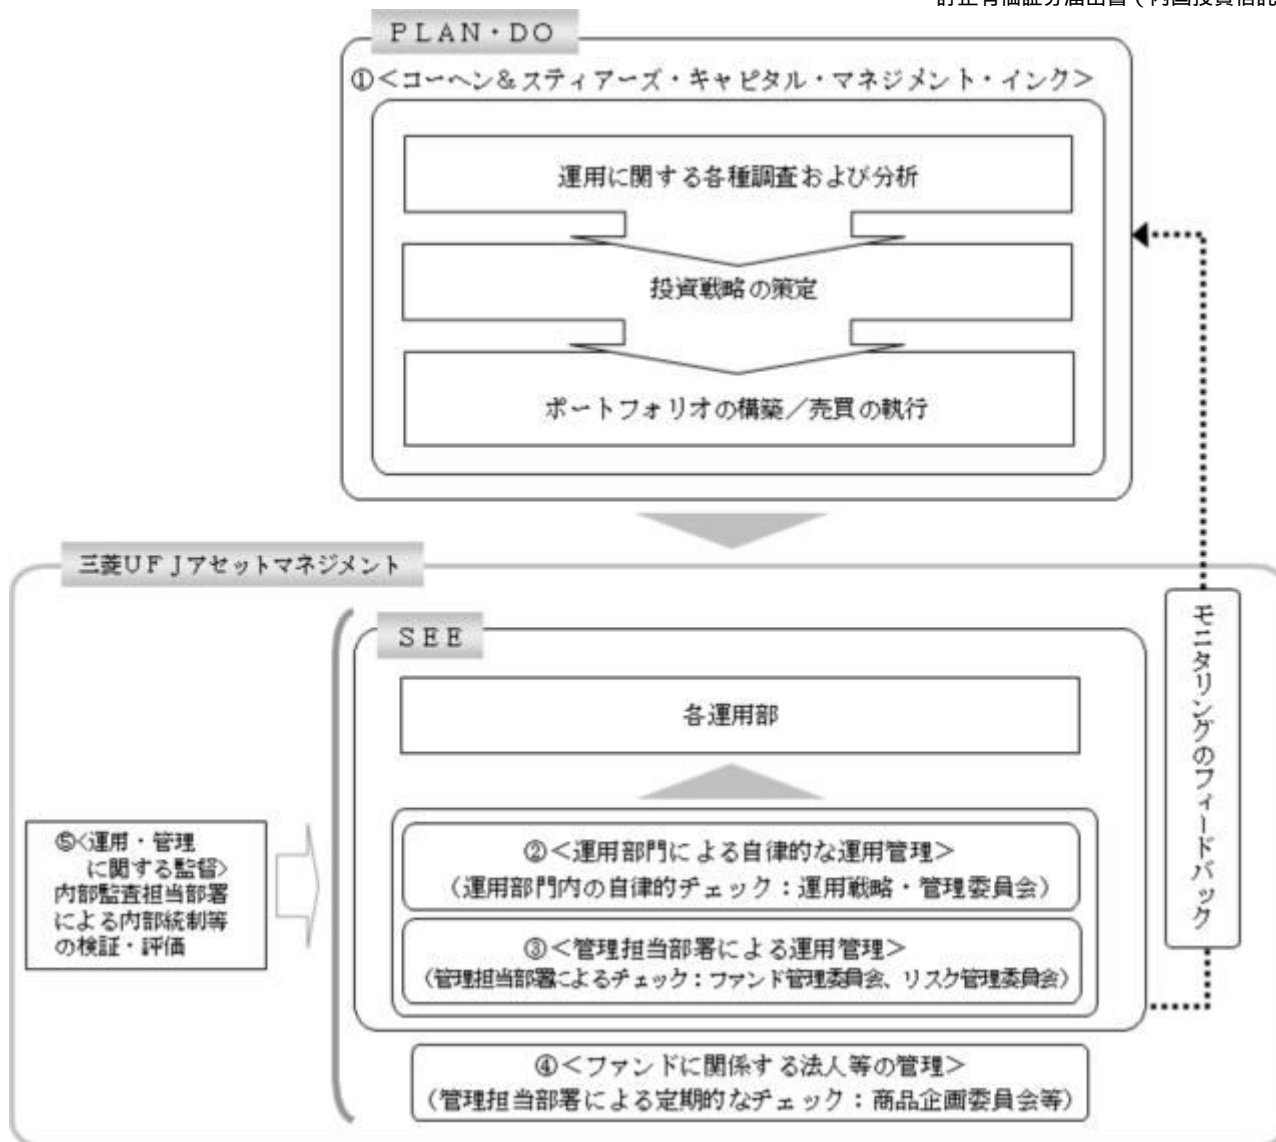 ＰＬＡＮ・ＤＯ
①＜コーヘン＆スティアーズ・キャピタル・マネジメント・インク＞
運用に関する各種調査および分析
投資戦略の策定
ポートフォリオの構築／売買の執行
三菱ＵＦＪアセットマネジメント
ＳＥＥ
各運用部
②＜運用部門による自律的な運用管理＞
（運用部門内の自律的チェック：運用戦略・管理委員会）
③＜管理担当部署による運用管理＞
（管理担当部署によるチェック：ファンド管理委員会、リスク管理委員会）
④＜ファンドに関係する法人等の管理＞
（管理担当部署による定期的なチェック：商品企画委員会等）
⑤＜運用・管理
に関する監督＞
内部監査担当部署
による内部統制等
の検証・評価
モニタリングのフィードバック